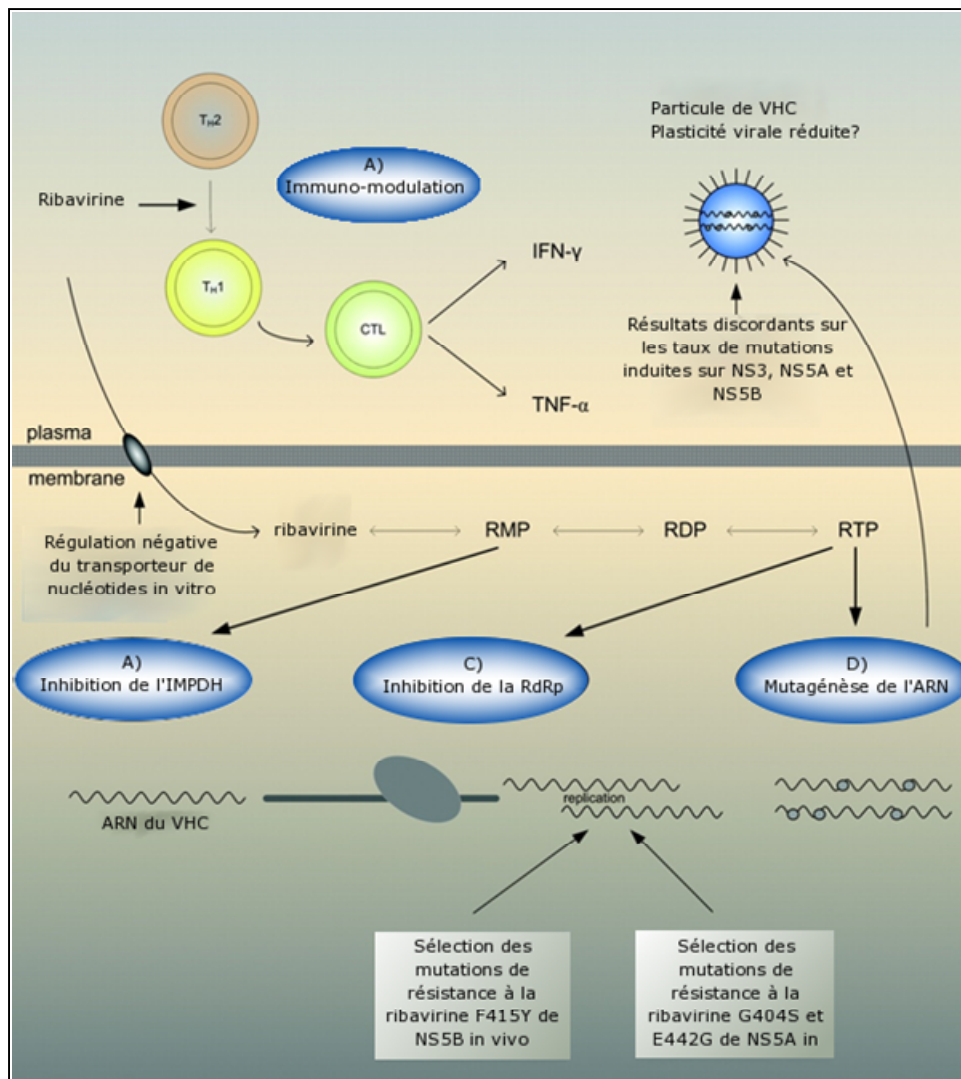 TH2
Ribavirine
A)
Immuno-modulation
Particule de VHC
Plasticité virale réduite?
TH1
CTL
IFN-γ
TNF-α
Résultats discordants sur
les taux de mutations
induites sur NS3, NS5A et
NS5B
plasma
membrane
Régulation négative
du transporteur de
nucléotides in vitro
ribavirine
RMP
RDP
RTP
A)
Inhibition de l'IMPDH
C)
Inhibition de la RdRp
D)
Mutagénèse de l'ARN
ARN du VHC
replication
Sélection des
mutations de
résistance à la
ribavirine F415Y de
NS5B in vivo
Sélection des
mutations de
résistance à la
ribavirine G404S et
E442G de NS5A in